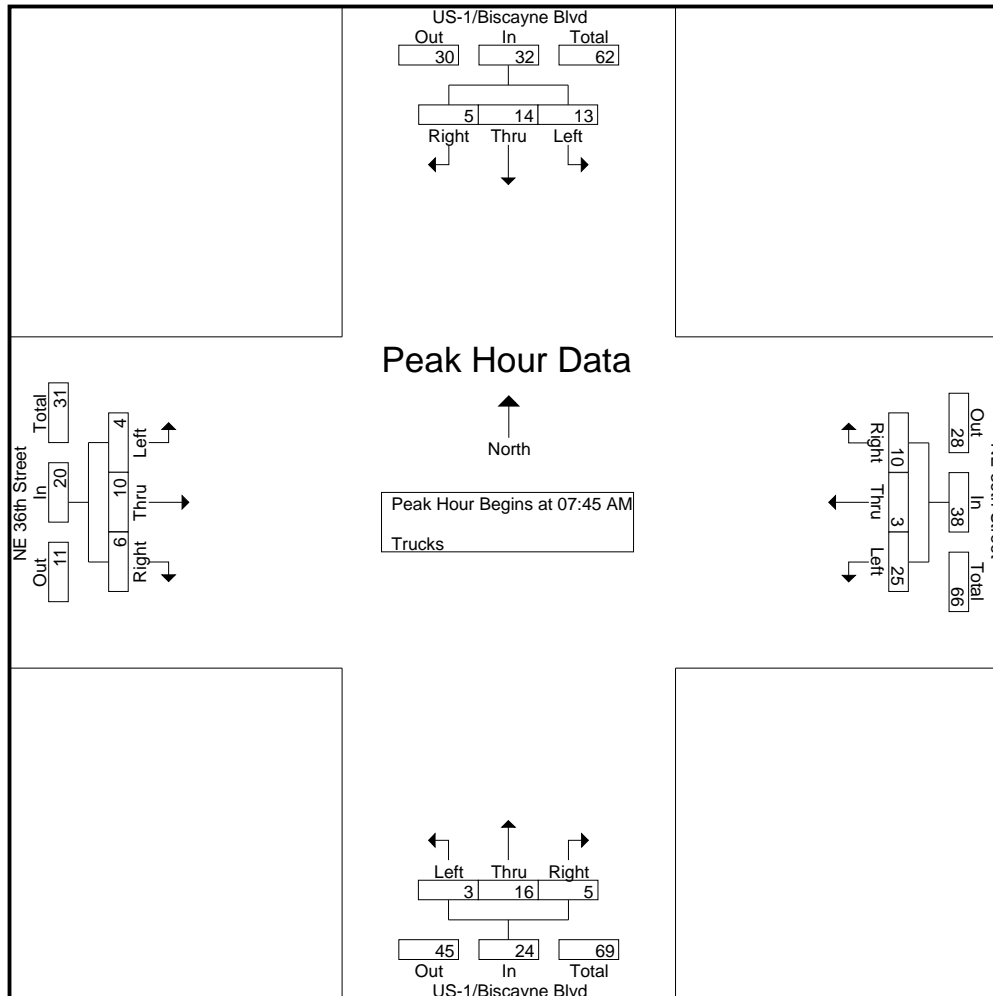 US-1/Biscayne Blvd
Out In Total
30 32 62
5 14 13
Right Thru Left
Peak Hour Data
North
Peak Hour Begins at 07:45 AM
Trucks
NE 36th Street
Out In Total
11 20 31
Left Thru Right
4 10 6
Out In Total
28 38 66
Right Thru Left
10 3 25
Left Thru Right
3 16 5
45 24 69
Out In Total
US-1/Biscayne Blvd